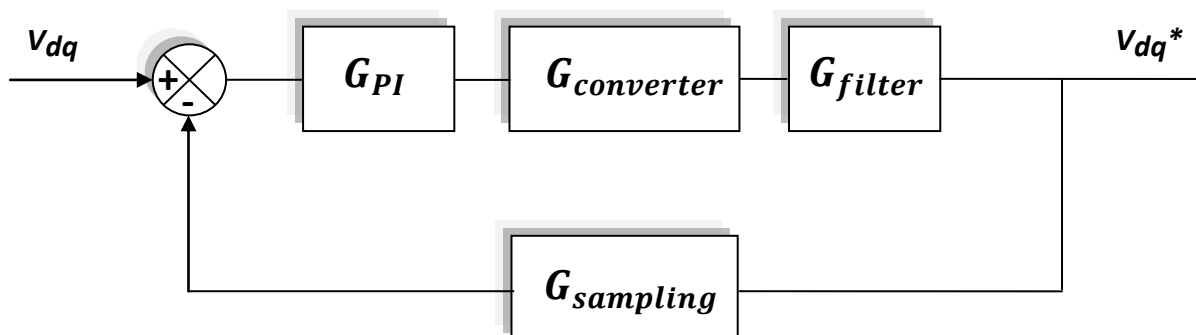 V_dq
+
-
G_PI
G_converter
G_filter
V_dq*
G_sampling